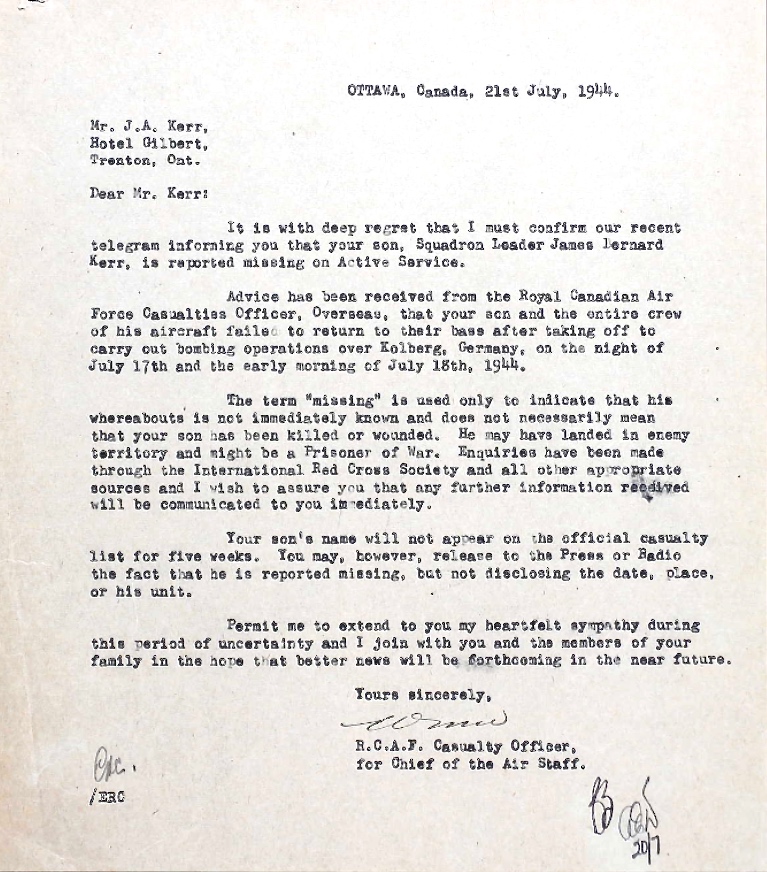 OTTAWA, Canada, 21st July, 1944.
Mr. J.A. Kerr,
Hotel Gilbert,
Trenton, Ont.
Dear Mr. Kerr:
It is with deep regret that I must confirm our recent
telegram informing you that your son, Squadron Leader James Bernard
Kerr, is reported missing on Active Service.
Advice has been received from the Royal Canadian Air
Force Casualties Officer, Overseas, that your son and the entire crew
of his aircraft failed to return to their base after taking off to
carry out bombing operations over Kolberg, Germany, on the night of
July 17th and the early morning of July 18th, 1944.
The term "missing" is used only to indicate that his
whereabouts is not immediately known and does not necessarily mean
that your son has been killed or wounded. He may have landed in enemy
territory and might be a Prisoner of War. Enquiries have been made
through the International Red Cross Society and all other appropriate
sources and I wish to assure you that any further information received
will be communicated to you immediately.
Your son's name will not appear on the official casualty
list for five weeks. You may, however, release to the Press or Radio
the fact that he is reported missing, but not disclosing the date, place,
or his unit.
Permit me to extend to you my heartfelt sympathy during
this period of uncertainty and I join with you and the members of your
family in the hope that better news will be forthcoming in the near future.
Yours sincerely,
R.C.A.F. Casualty Officer,
for Chief of the Air Staff.
/ERC
20/7